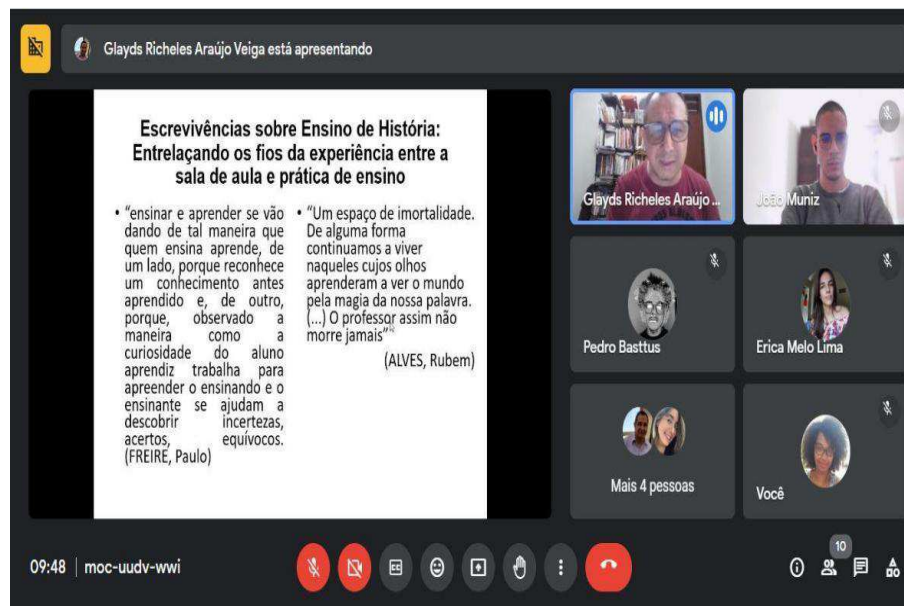 Glayds Richeles Araújo Veiga está apresentando
Escrevivências sobre Ensino de História:
Entrelaçando os fios da experiência entre a
sala de aula e prática de ensino
• “ensinar e aprender se vão
dando de tal maneira que
quem ensina aprende, de
um lado, porque reconhece
um conhecimento antes
aprendido e, de outro,
porque, observado a
maneira como a
curiosidade do aluno
aprendiz trabalha para
apreender o ensinando e o
ensinante se ajudam a
descobrir incertezas,
acertos, equívocos.
(FREIRE, Paulo)
• “Um espaço de imortalidade.
De alguma forma
continuamos a viver
naqueles cujos olhos
aprenderam a ver o mundo
pela magia da nossa palavra.
(...) O professor assim não
morre jamais”
(ALVES, Rubem)
Glayds Richeles Araújo ...
João Muniz
Pedro Basttus
Erica Melo Lima
Mais 4 pessoas
Você
09:48 | moc-uudv-wwi
10